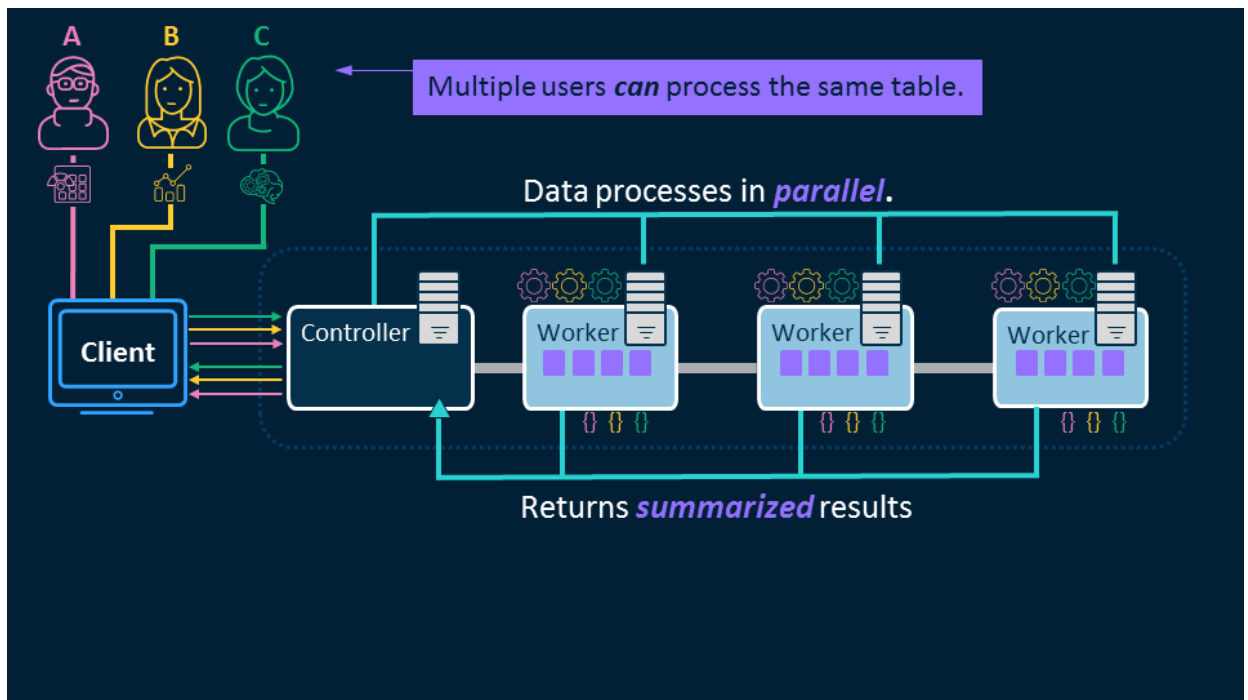 A B C
Multiple users can process the same table.
Data processes in parallel.
Client
Controller
Worker
Worker
Worker
{} {} {}
{} {} {}
{} {} {}
Returns summarized results